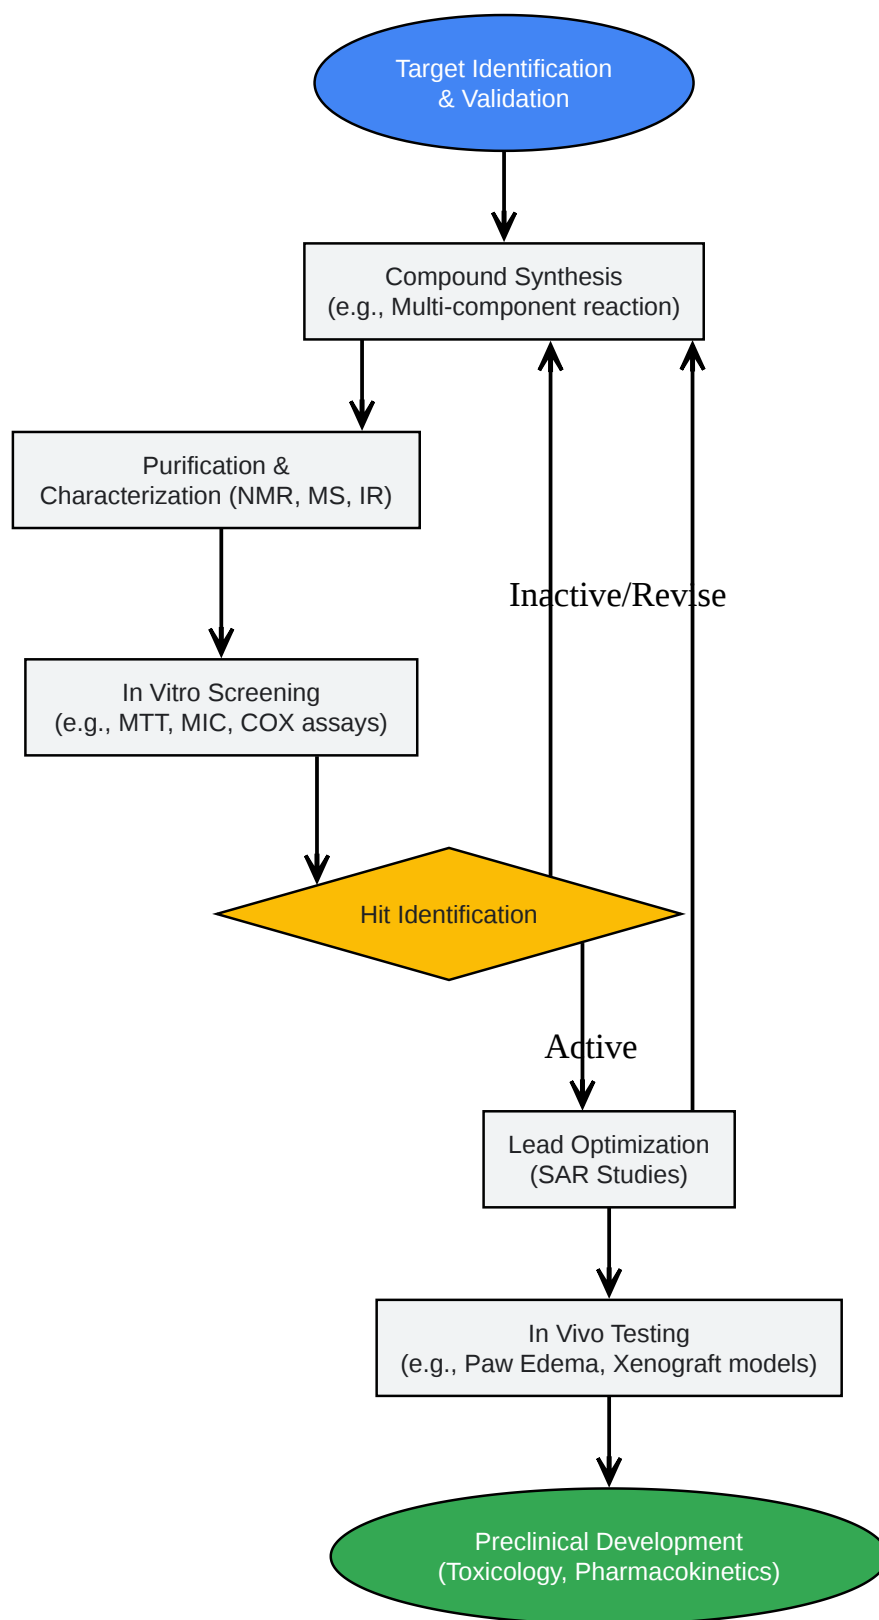 Target Identification
& Validation
Compound Synthesis
(e.g., Multi-component reaction)
Purification &
Characterization (NMR, MS, IR)
Inactive/Revise
In Vitro Screening
(e.g., MTT, MIC, COX assays)
Hit Identification
Active
Lead Optimization
(SAR Studies)
In Vivo Testing
(e.g., Paw Edema, Xenograft models)
Preclinical Development
(Toxicology, Pharmacokinetics)